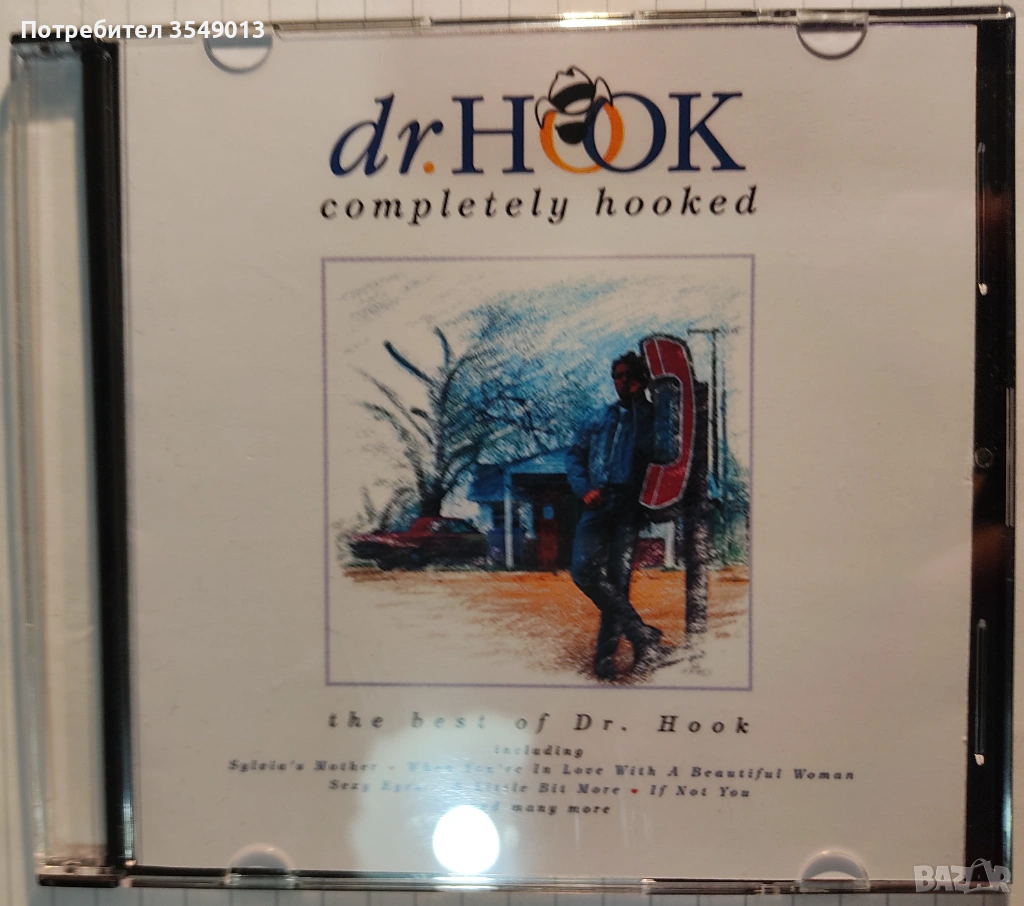 Потребител 3549013
dr. HOOK
completely hooked
the best of Dr. Hook
including
Sylvia's Mother • When You're In Love With A Beautiful Woman
Sexy Eyes Little Bit More • If Not You
many more
BAZAR